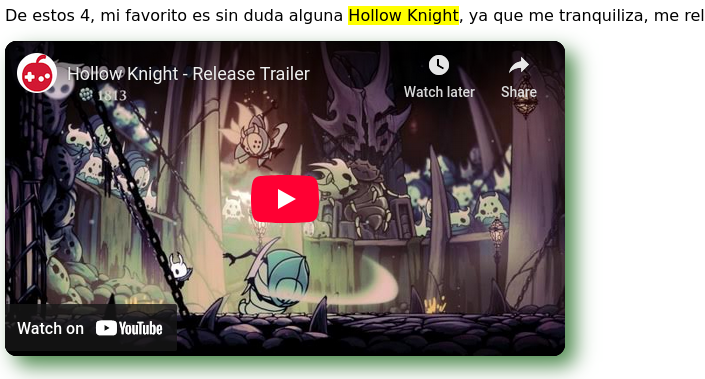 De estos 4, mi favorito es sin duda alguna Hollow Knight, ya que me tranquiliza, me rel
Hollow Knight - Release Trailer
1813
Watch later
Share
Watch on YouTube